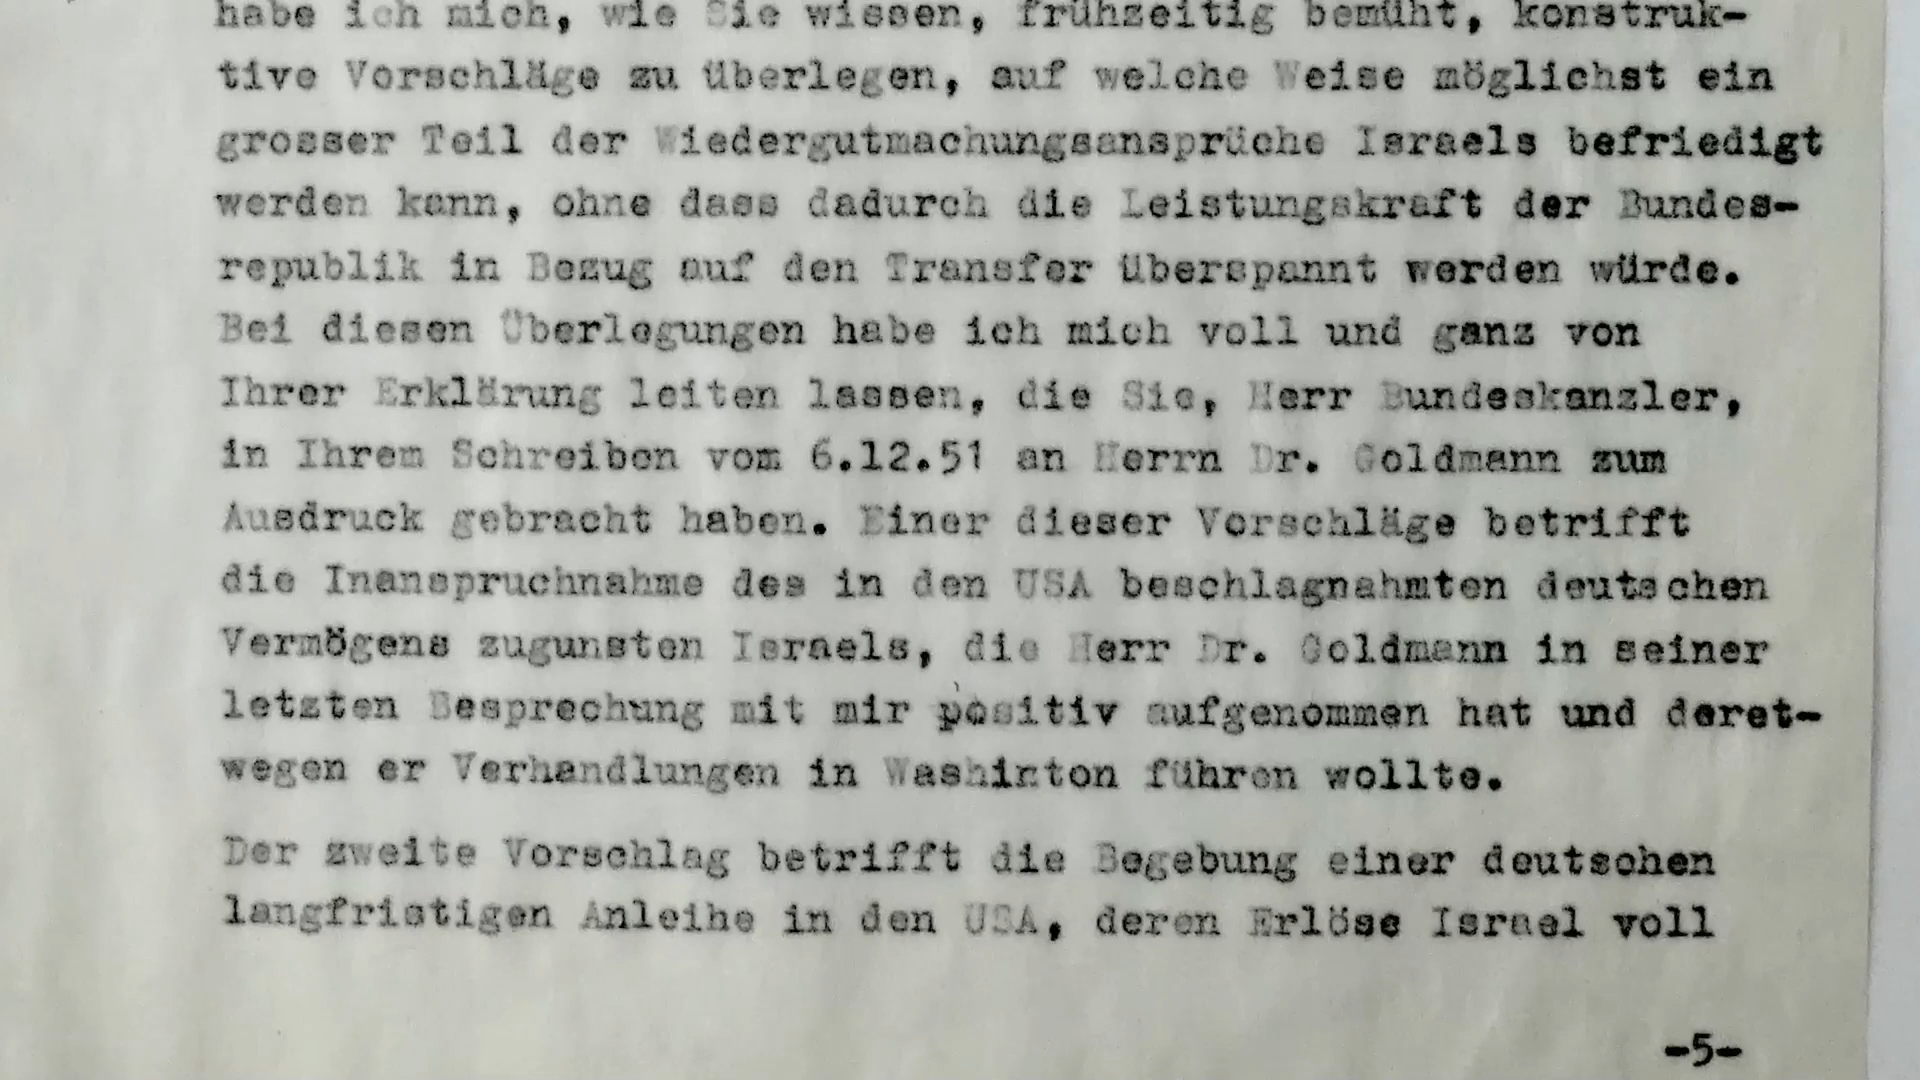 habe ich mich, wie Sie wissen, frühzeitig bemüht, konstruk-
tive Vorschläge zu überlegen, auf welche Weise möglichst ein
grosser Teil der Wiedergutmachungsansprüche Israels befriedigt
werden kann, ohne dass dadurch die Leistungskraft der Bundes-
republik in Bezug auf den Transfer überspannt werden würde.
Bei diesen Überlegungen habe ich mich voll und ganz von
Ihrer Erklärung leiten lassen, die Sie, Herr Bundeskanzler,
in Ihrem Schreiben vom 6.12.51 an Herrn Dr. Goldmann zum
Ausdruck gebracht haben. Einer dieser Vorschläge betrifft
die Inanspruchnahme des in den USA beschlagnahmten deutschen
Vermögens zugunsten Israels, die Herr Dr. Goldmann in seiner
letzten Besprechung mit mir positiv aufgenommen hat und deret-
wegen er Verhandlungen in Washinton führen wollte.
Der zweite Vorschlag betrifft die Begebung einer deutschen
langfristigen Anleihe in den USA, deren Erlöse Israel voll
-5-